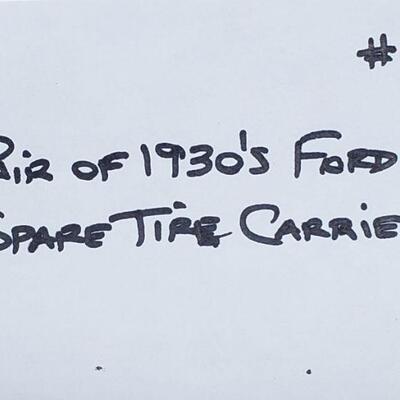 #
Pair of 1930's Ford
Spare Tire Carrie